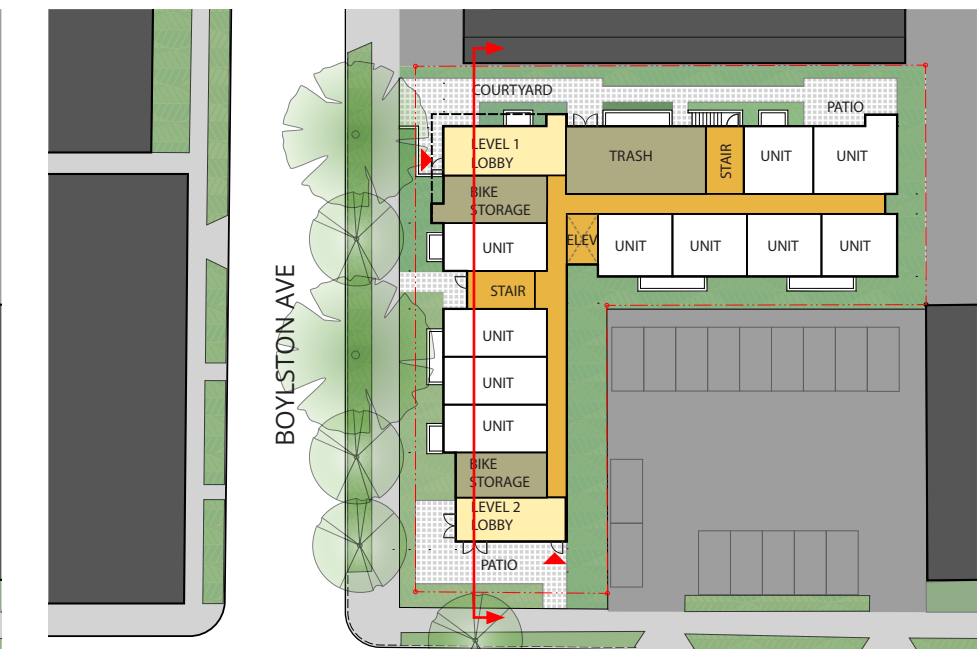 COURTYARD
PATIO
LEVEL 1
LOBBY
TRASH
STAIR
UNIT
UNIT
BIKE
STORAGE
UNIT
ELEV
UNIT
UNIT
UNIT
UNIT
STAIR
BOYLSTON AVE
UNIT
UNIT
UNIT
BIKE
STORAGE
LEVEL 2
LOBBY
PATIO